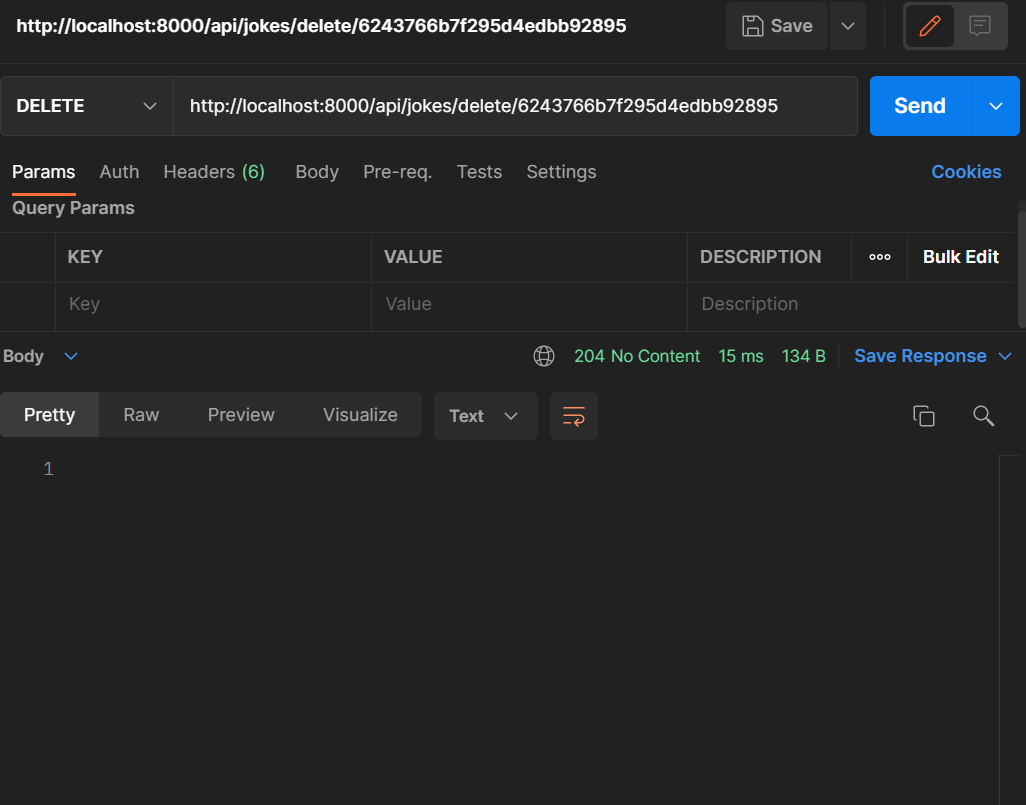 http://localhost:8000/api/jokes/delete/6243766b7f295d4edbb92895 Save
DELETE http://localhost:8000/api/jokes/delete/6243766b7f295d4edbb92895 Send
Params Auth Headers (6) Body Pre-req. Tests Settings Cookies
Query Params
KEY VALUE DESCRIPTION Bulk Edit
Key Value Description
Body 204 No Content 15 ms 134 B Save Response
Pretty Raw Preview Visualize Text
1